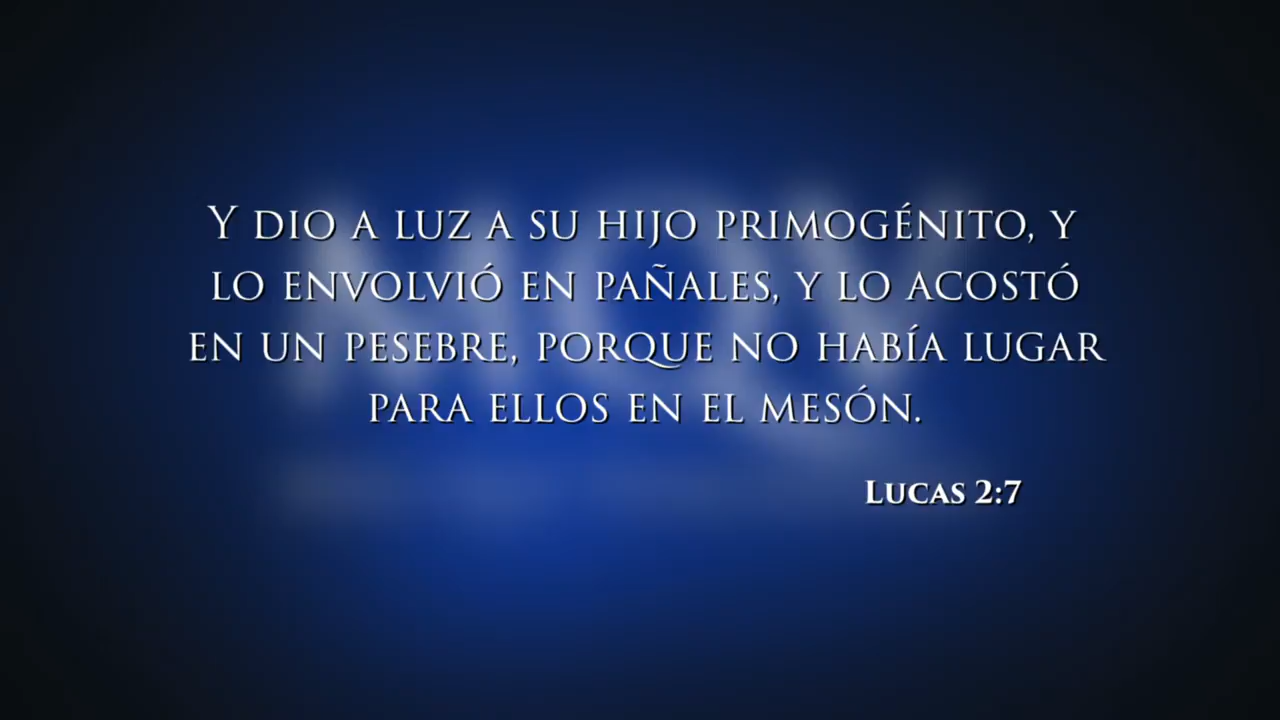 Y DIO A LUZ A SU HIJO PRIMOGÉNITO, Y
LO ENVOLVIÓ EN PAÑALES, Y LO ACOSTÓ
EN UN PESEBRE, PORQUE NO HABÍA LUGAR
PARA ELLOS EN EL MESÓN.
LUCAS 2:7